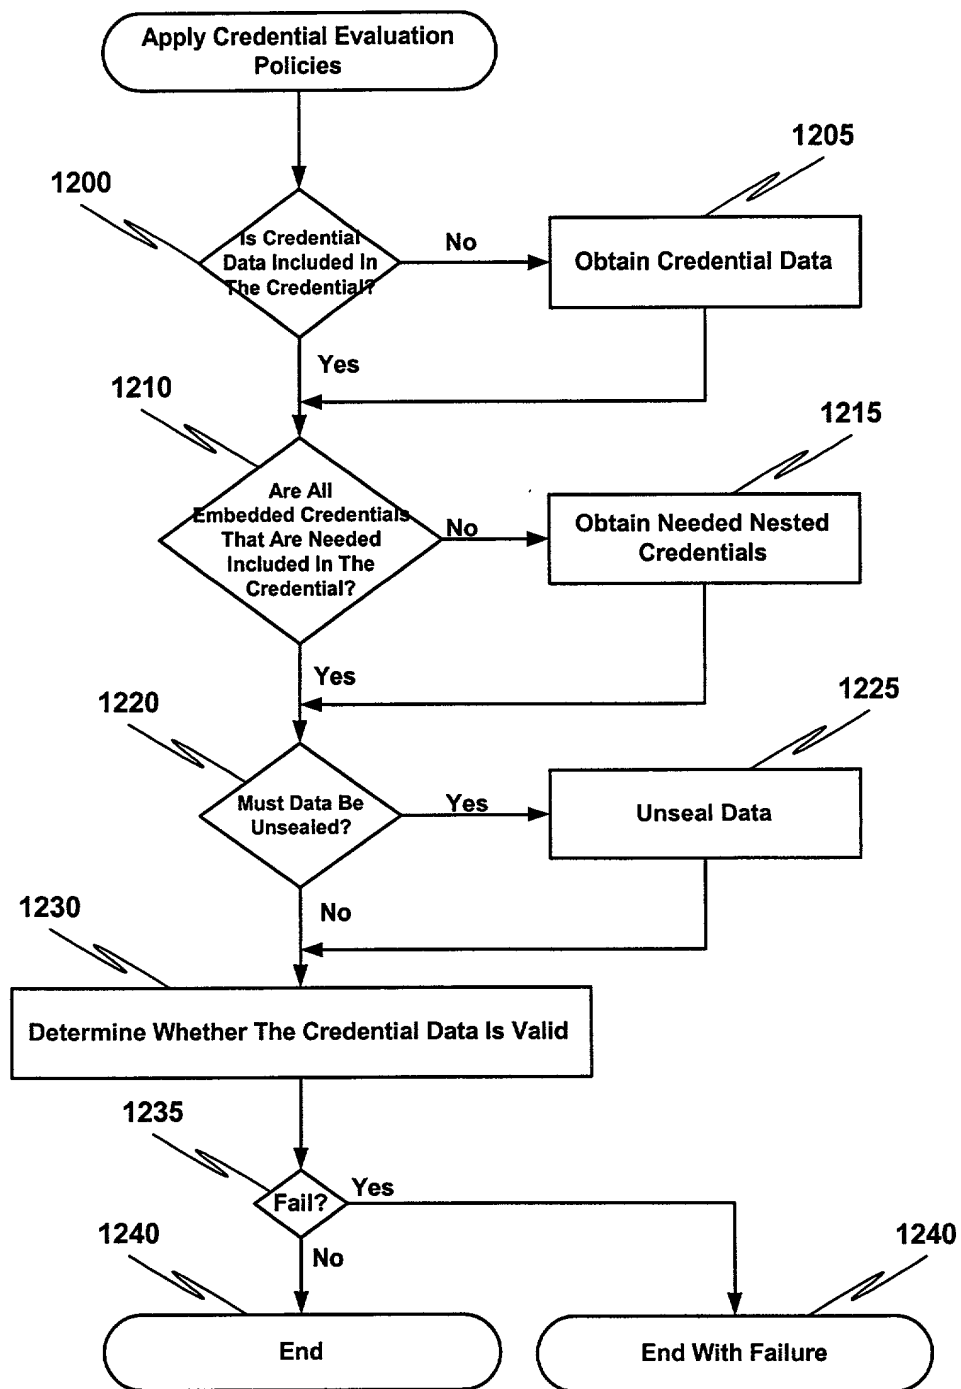 Apply Credential Evaluation
Policies
1205
1200
Is Credential
Data Included In
The Credential?
No
Obtain Credential Data
Yes
1210
1215
Are All
Embedded Credentials
That Are Needed
Included In The
Credential?
No
Obtain Needed Nested
Credentials
Yes
1220
1225
Must Data Be
Unsealed?
Yes
Unseal Data
No
1230
Determine Whether The Credential Data Is Valid
1235
Fail?
Yes
No
1240
1240
End
End With Failure